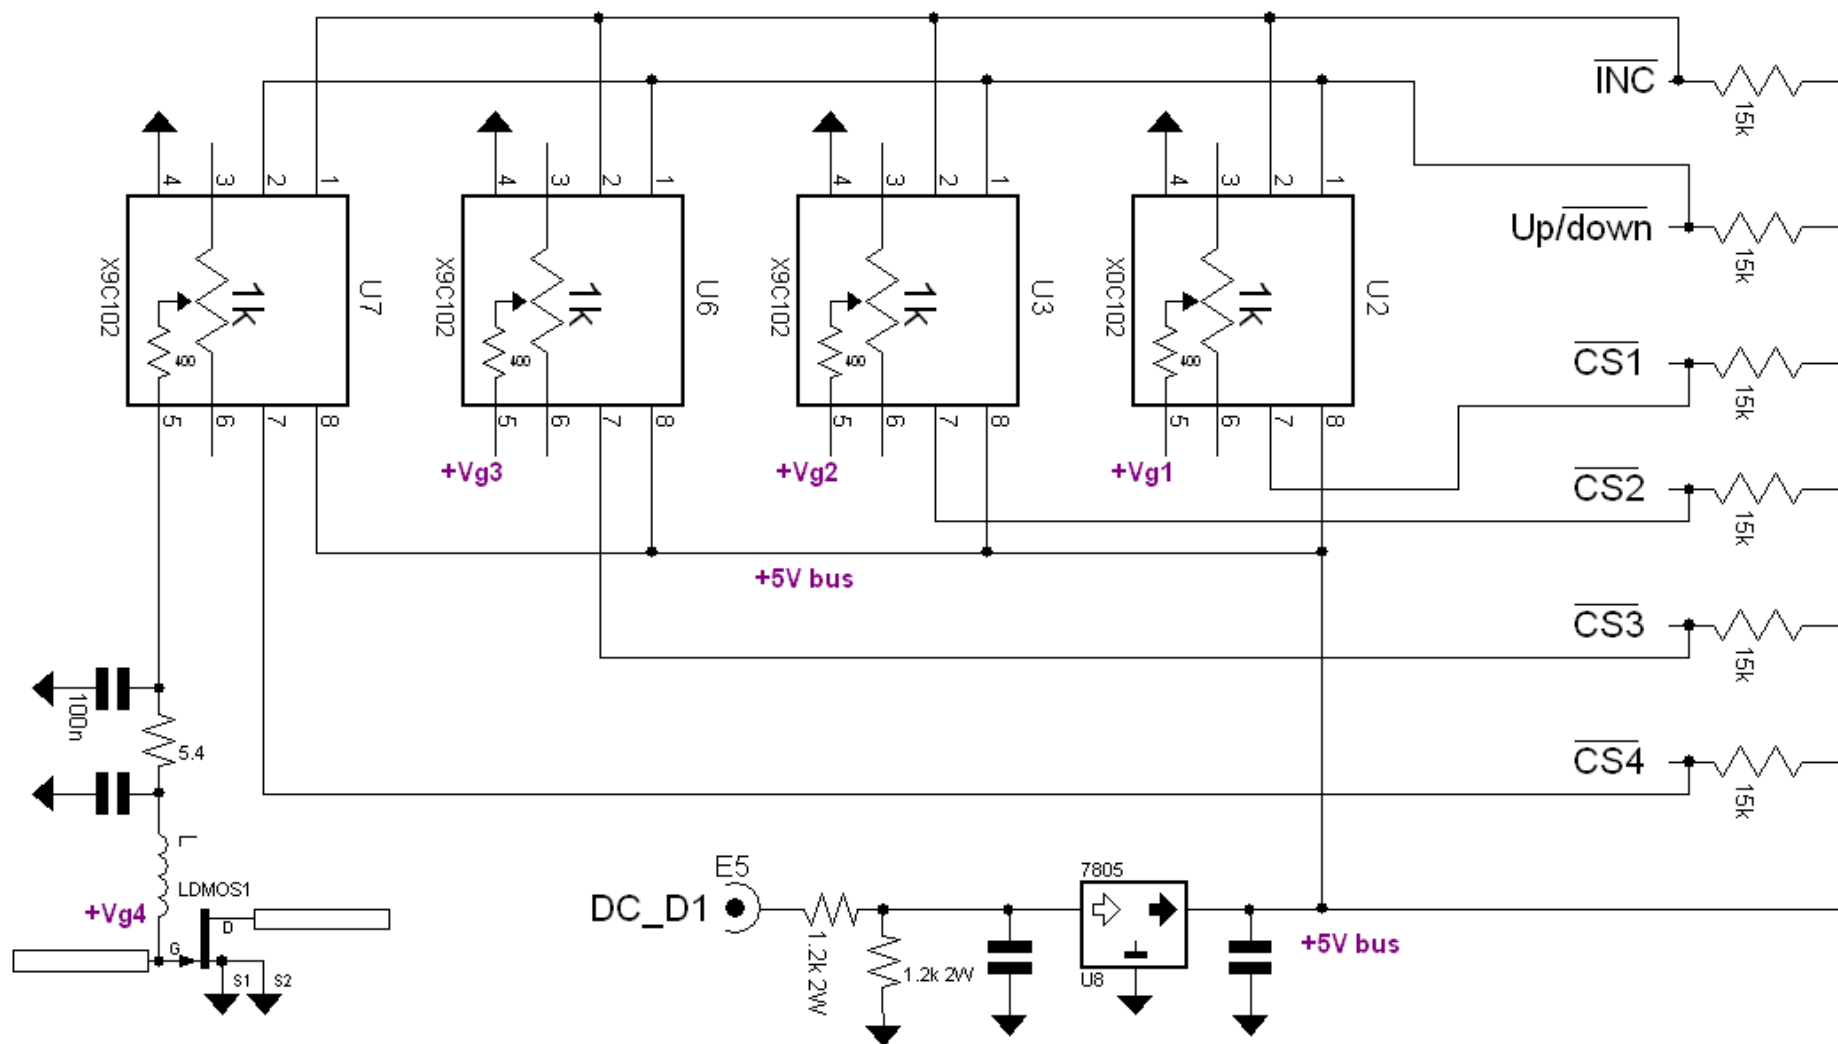 INC
15k
4 3 2 1
4 3 2 1
4 3 2 1
4 3 2 1
Up/down
15k
X9C102 1k 400 U7
X9C102 1k 400 U6
X9C102 1k 400 U3
X0C102 1k 400 U2
CS1
15k
5 6 7 8
5 6 7 8
5 6 7 8
5 6 7 8
+Vg3
+Vg2
+Vg1
CS2
15k
+5V bus
CS3
15k
100n
5.4
CS4
15k
L
LDMOS1
+Vg4
G
D
S1
S2
E5
DC_D1
1.2k 2W
1.2k 2W
7805
U8
+5V bus